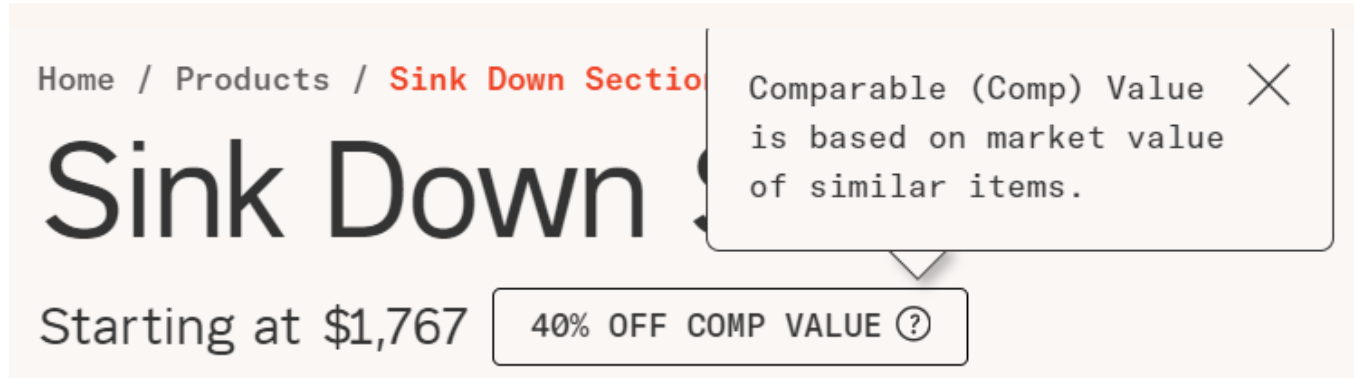 Home / Products / Sink Down Section
Comparable (Comp) Value
is based on market value
of similar items.
Sink Down
Starting at $1,767
40% OFF COMP VALUE ?